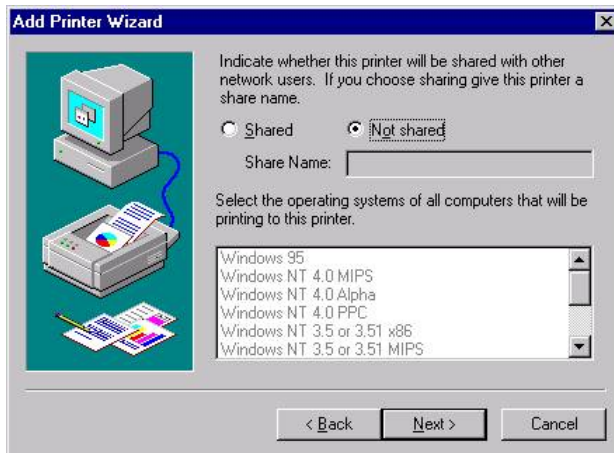 Add Printer Wizard
Indicate whether this printer will be shared with other
network users. If you choose sharing give this printer a
share name.
Shared Not shared
Share Name:
Select the operating systems of all computers that will be
printing to this printer.
Windows 95
Windows NT 4.0 MIPS
Windows NT 4.0 Alpha
Windows NT 4.0 PPC
Windows NT 3.5 or 3.51 x86
Windows NT 3.5 or 3.51 MIPS
< Back Next > Cancel